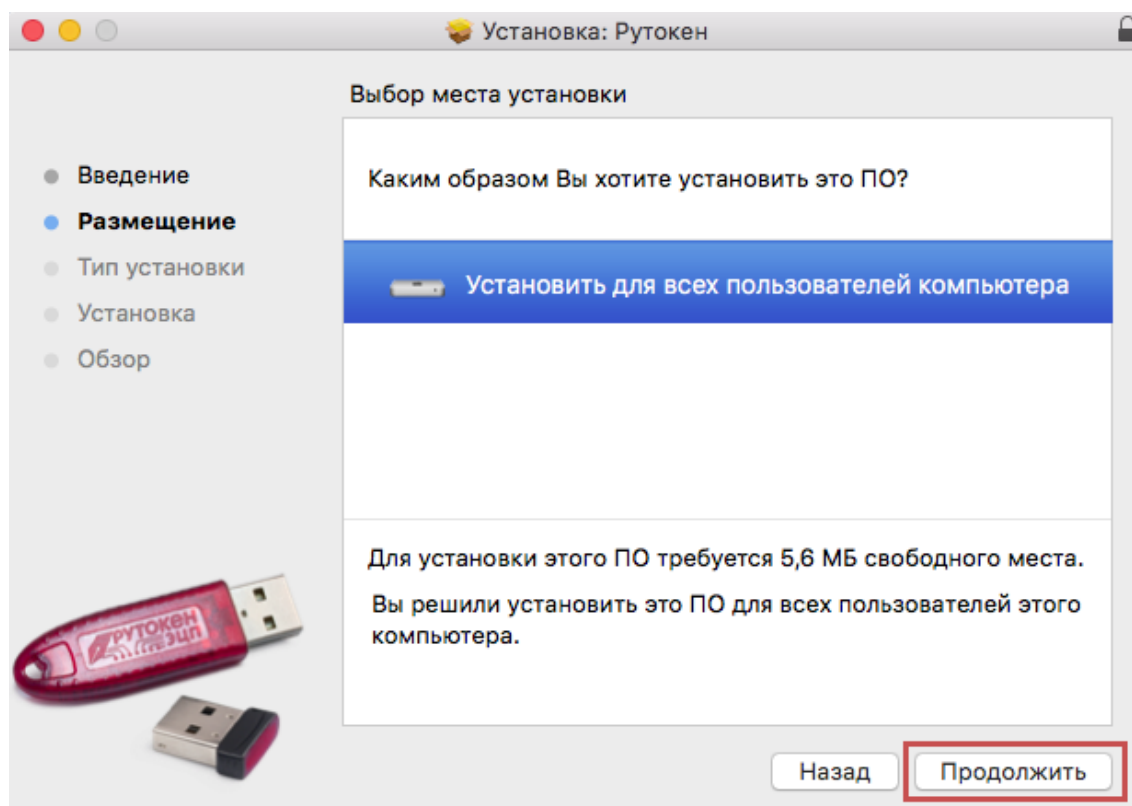 Установка: Рутокен
Выбор места установки
Введение
Размещение
Тип установки
Установка
Обзор
Каким образом Вы хотите установить это ПО?
Установить для всех пользователей компьютера
Для установки этого ПО требуется 5,6 МБ свободного места.
Вы решили установить это ПО для всех пользователей этого
компьютера.
РУТОКЕН
ЭЦП
Назад
Продолжить